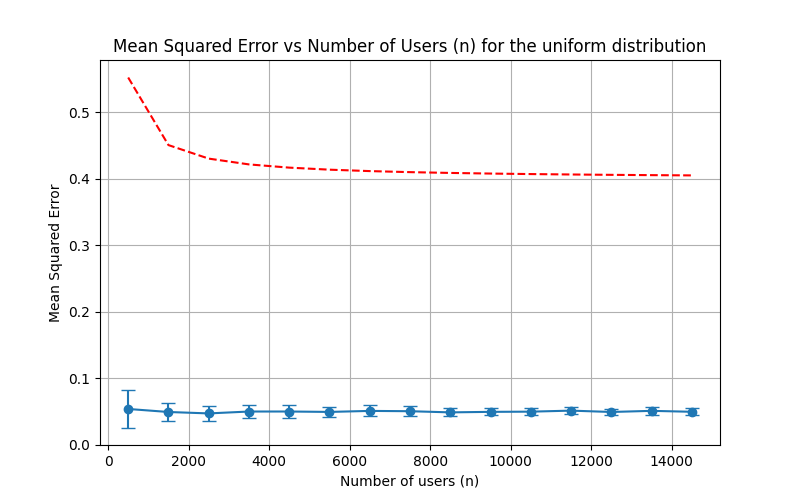 Mean Squared Error vs Number of Users (n) for the uniform distribution
Mean Squared Error
0.5
0.4
0.3
0.2
0.1
0.0
0 2000 4000 6000 8000 10000 12000 14000
Number of users (n)